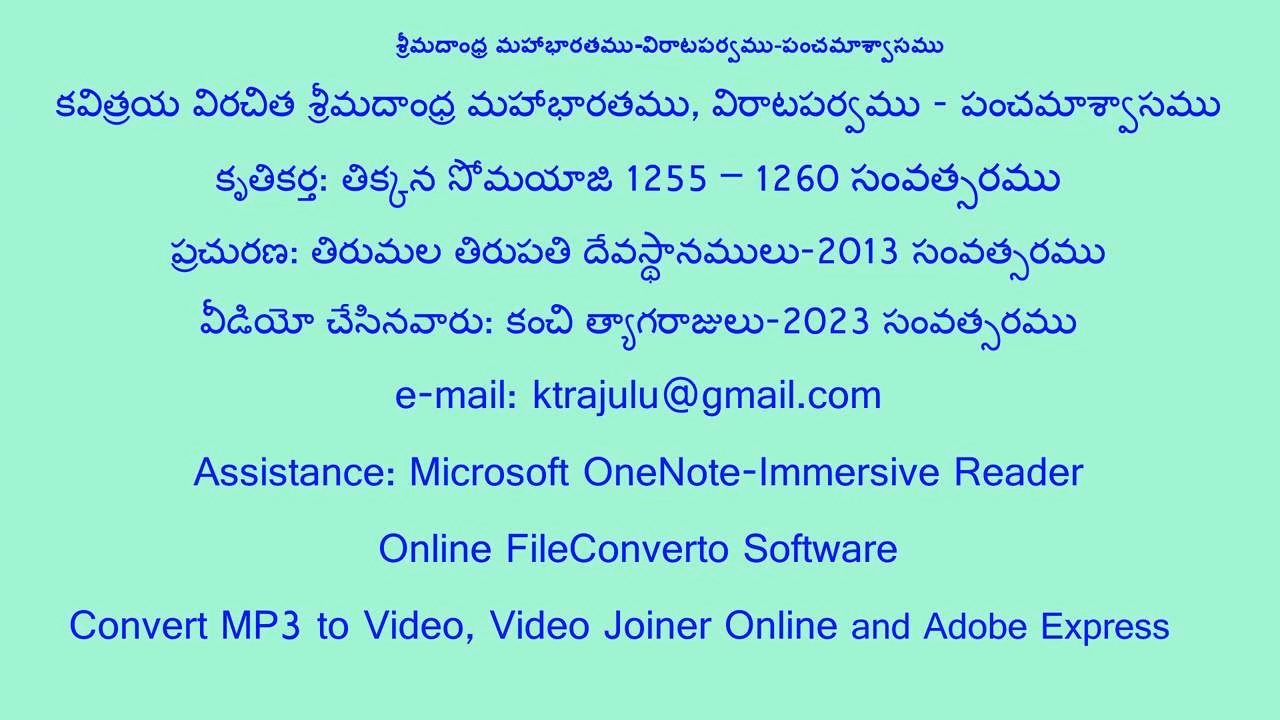 శ్రీమదాంధ్ర మహాభారతము-విరాటపర్వము-పంచమాశ్వాసము
కవిత్రయ విరచిత శ్రీమదాంధ్ర మహాభారతము, విరాటపర్వము - పంచమాశ్వాసము
కృతికర్త: తిక్కన సోమయాజి 1255 – 1260 సంవత్సరము
ప్రచురణ: తిరుమల తిరుపతి దేవస్థానములు-2013 సంవత్సరము
వీడియో చేసినవారు: కంచి త్యాగరాజులు-2023 సంవత్సరము
e-mail: ktrajulu@gmail.com
Assistance: Microsoft OneNote-Immersive Reader
Online FileConverto Software
Convert MP3 to Video, Video Joiner Online and Adobe Express